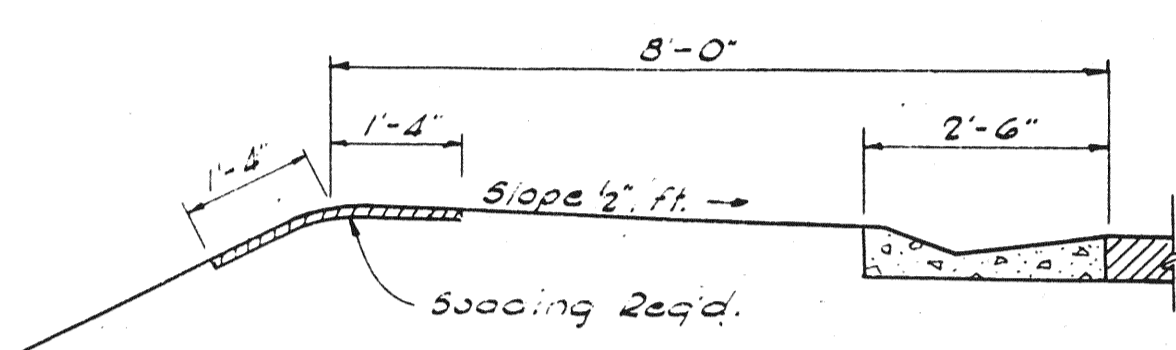 8'-0"
1'-4"
2'-6"
1'-4"
Slope 1/2" ft.
Sodding Req'd.